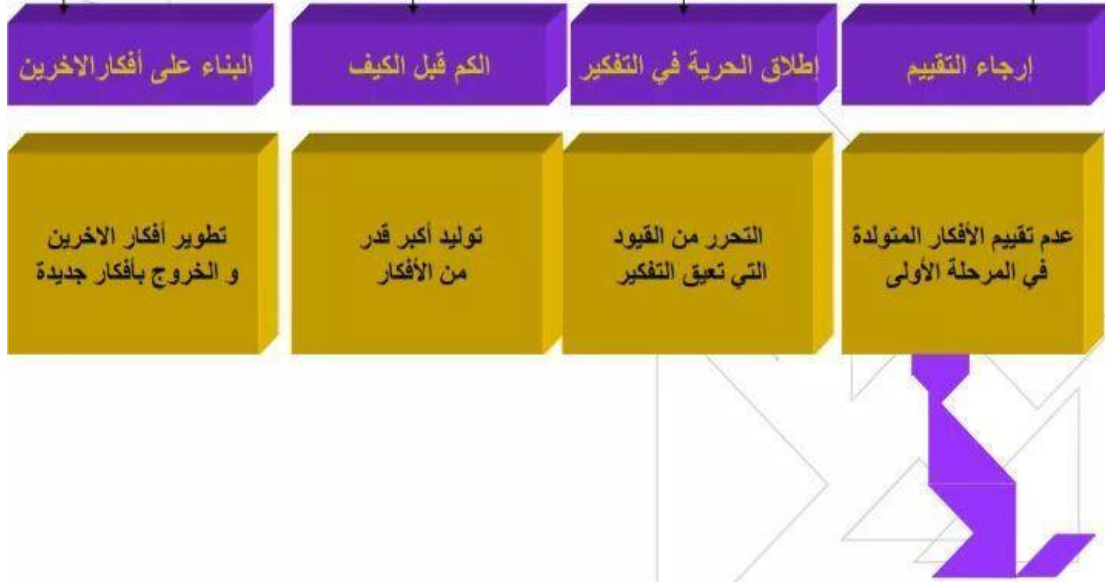 إرجاء التقييم
إطلاق الحرية في التفكير
الكم قبل الكيف
البناء على أفكار الاخرين
عدم تقييم الأفكار المتولدة
في المرحلة الأولى
التحرر من القيود
التي تعيق التفكير
توليد أكبر قدر
من الأفكار
تطوير أفكار الاخرين
و الخروج بأفكار جديدة